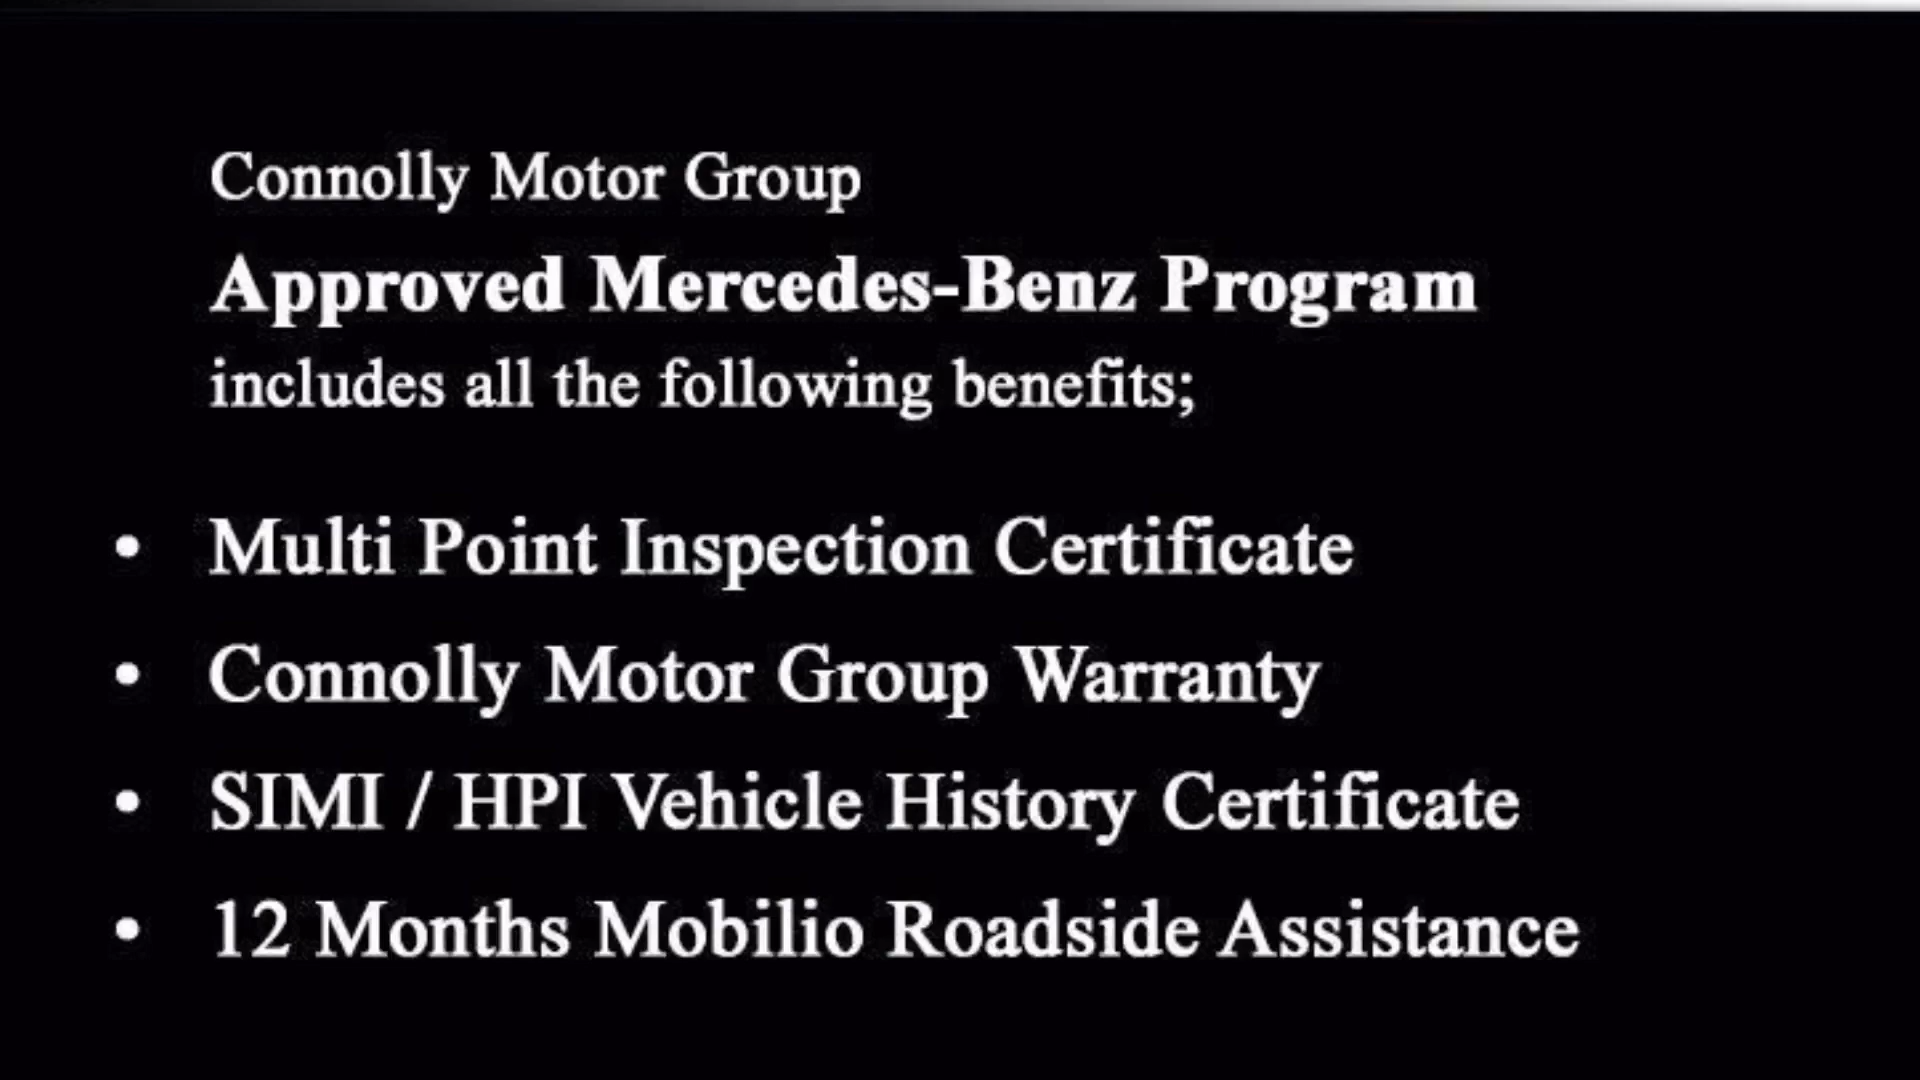 Connolly Motor Group
Approved Mercedes-Benz Program
includes all the following benefits;
• Multi Point Inspection Certificate
• Connolly Motor Group Warranty
• SIMI / HPI Vehicle History Certificate
• 12 Months Mobilio Roadside Assistance